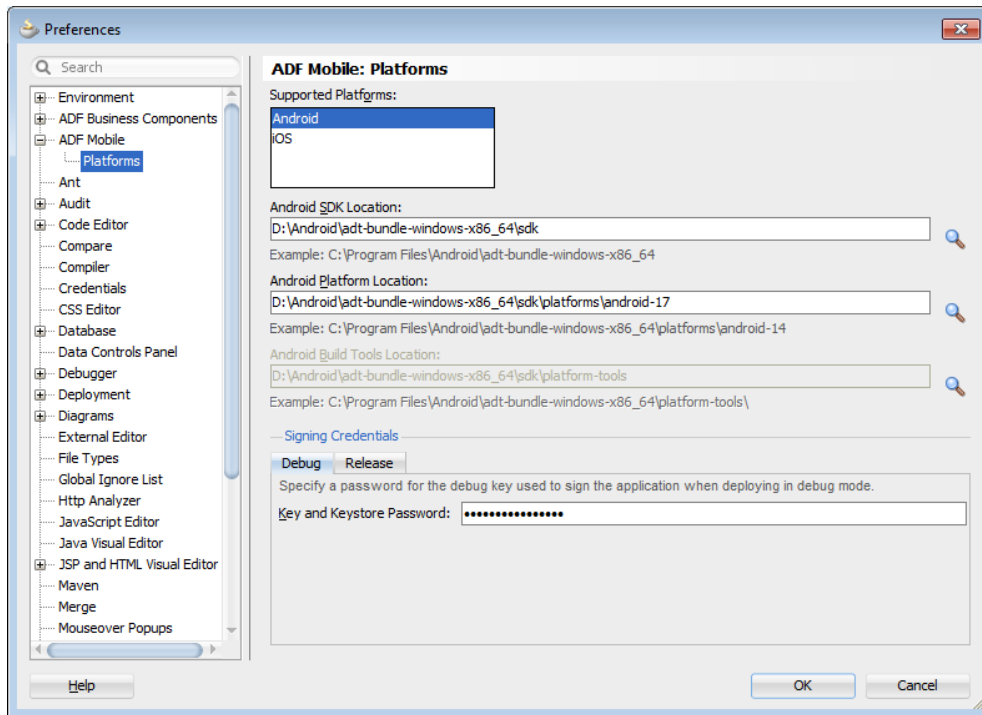 Preferences
Search
Environment
ADF Business Components
ADF Mobile
Platforms
Ant
Audit
Code Editor
Compare
Compiler
Credentials
CSS Editor
Database
Data Controls Panel
Debugger
Deployment
Diagrams
External Editor
File Types
Global Ignore List
Http Analyzer
JavaScript Editor
Java Visual Editor
JSP and HTML Visual Editor
Maven
Merge
Mouseover Popups
ADF Mobile: Platforms
Supported Platforms:
Android
iOS
Android SDK Location:
D:\Android\adt-bundle-windows-x86_64\sdk
Example: C:\Program Files\Android\adt-bundle-windows-x86_64
Android Platform Location:
D:\Android\adt-bundle-windows-x86_64\sdk\platforms\android-17
Example: C:\Program Files\Android\adt-bundle-windows-x86_64\platforms\android-14
Android Build Tools Location:
D:\Android\adt-bundle-windows-x86_64\sdk\platform-tools
Example: C:\Program Files\Android\adt-bundle-windows-x86_64\platform-tools\
Signing Credentials
Debug Release
Specify a password for the debug key used to sign the application when deploying in debug mode.
Key and Keystore Password: ••••••••••••••••
Help OK Cancel